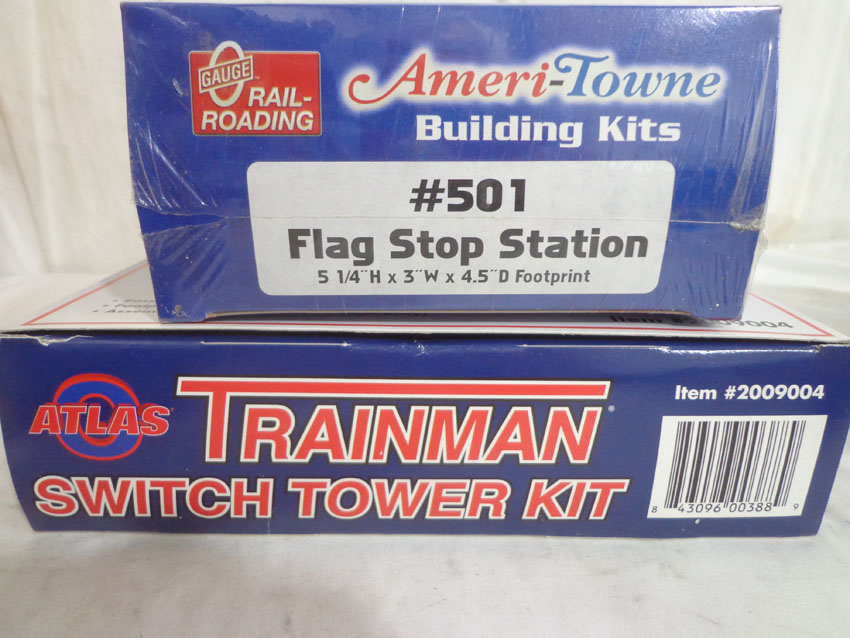 O GAUGE™
RAIL-
ROADING
Ameri-Towne
Building Kits
#501
Flag Stop Station
5 1/4"H x 3"W x 4.5"D Footprint
ATLAS O
TRAINMAN®
SWITCH TOWER KIT
Item #2009004
8 43096 00388 9